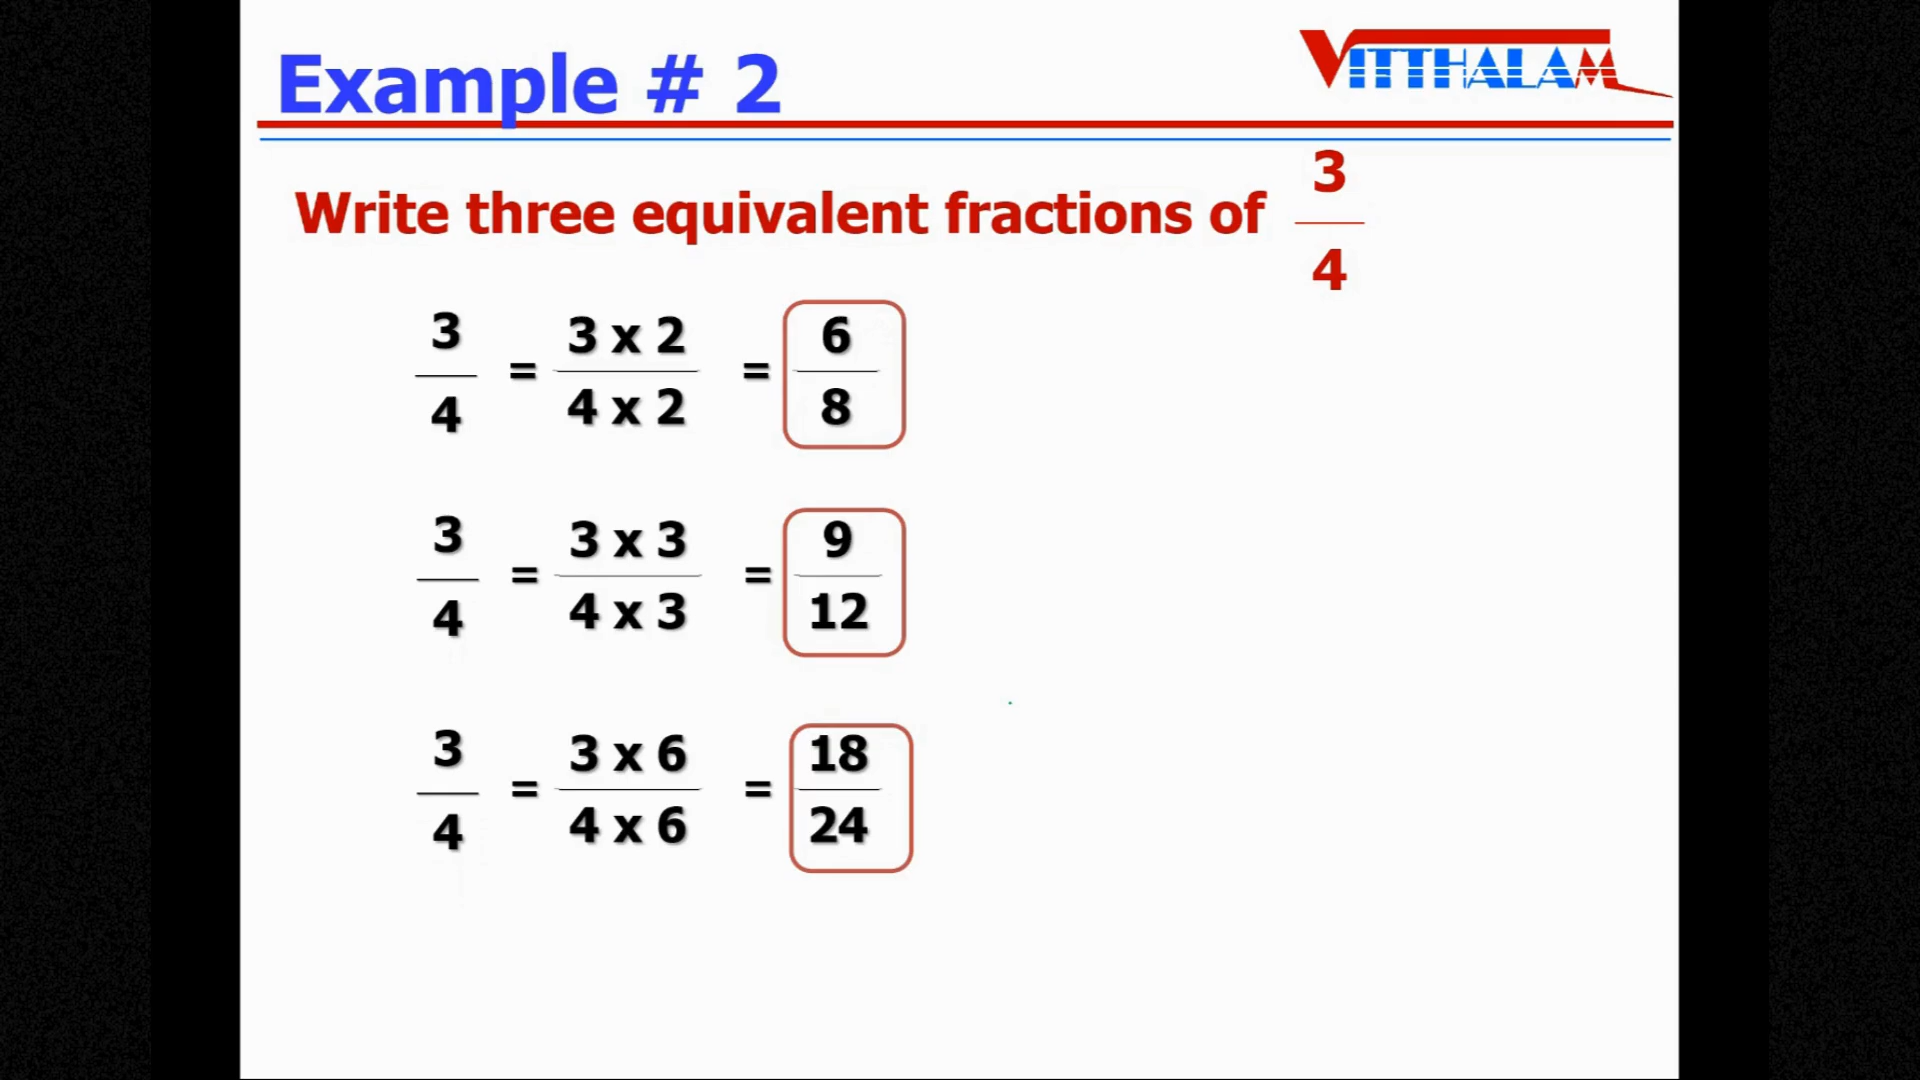 Example # 2
VITTHALAM
Write three equivalent fractions of 3/4
3/4 = 3 x 2/4 x 2 = 6/8
3/4 = 3 x 3/4 x 3 = 9/12
3/4 = 3 x 6/4 x 6 = 18/24